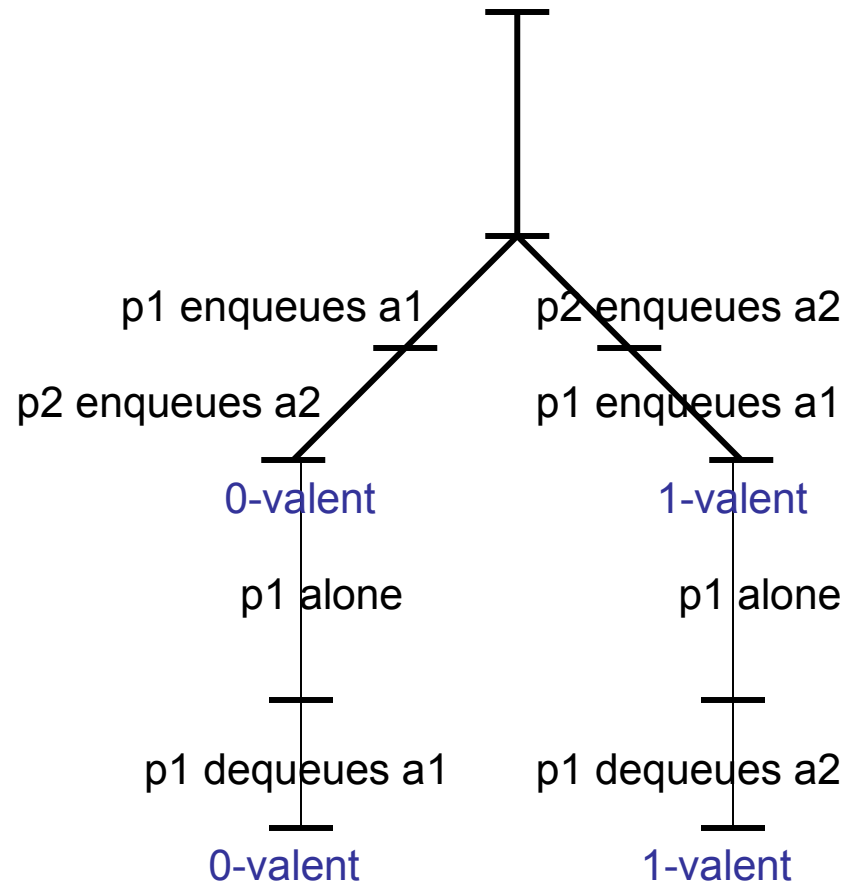 p1 enqueues a1
p2 enqueues a2
p2 enqueues a2
p1 enqueues a1
0-valent
1-valent
p1 alone
p1 alone
p1 dequeues a1
p1 dequeues a2
0-valent
1-valent